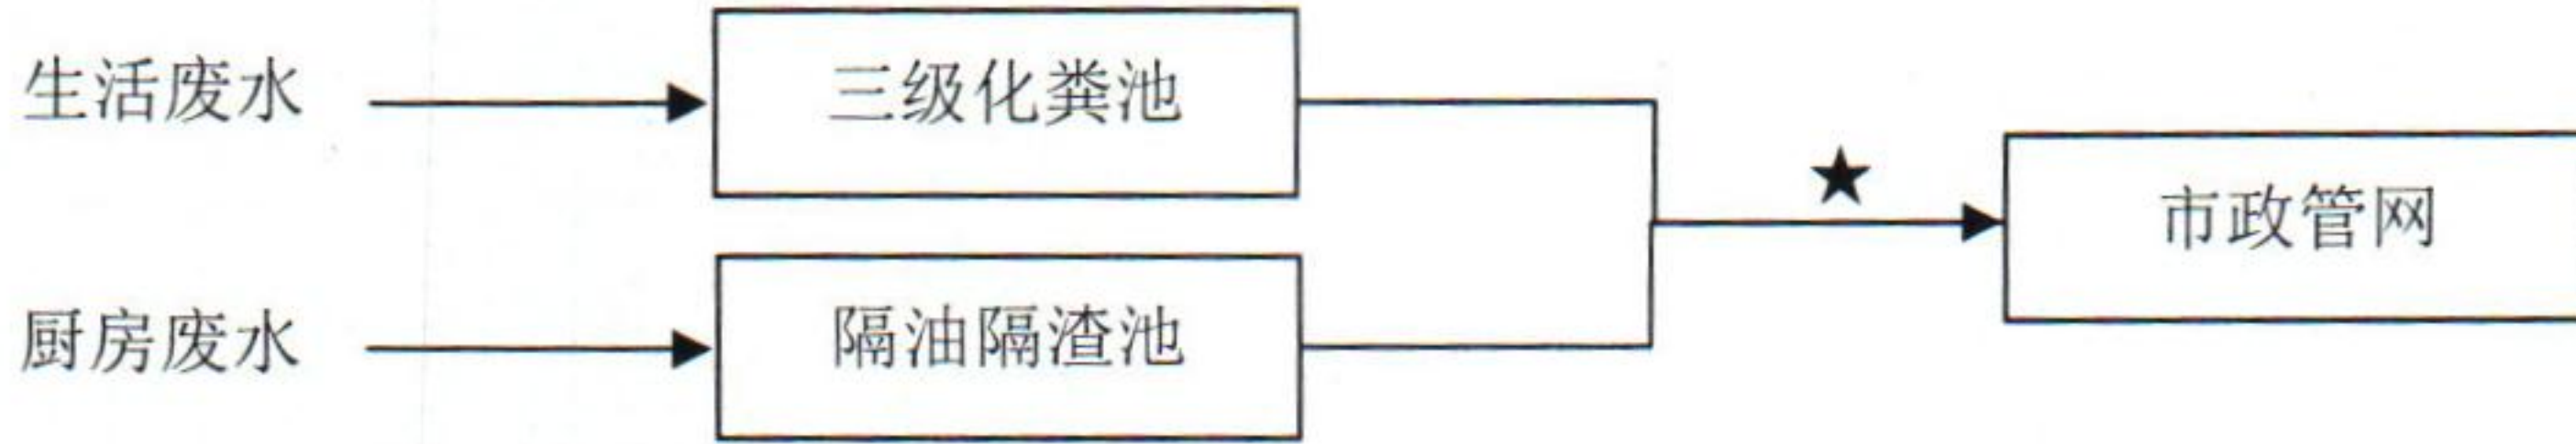 生活废水
三级化粪池
★
市政管网
厨房废水
隔油隔渣池